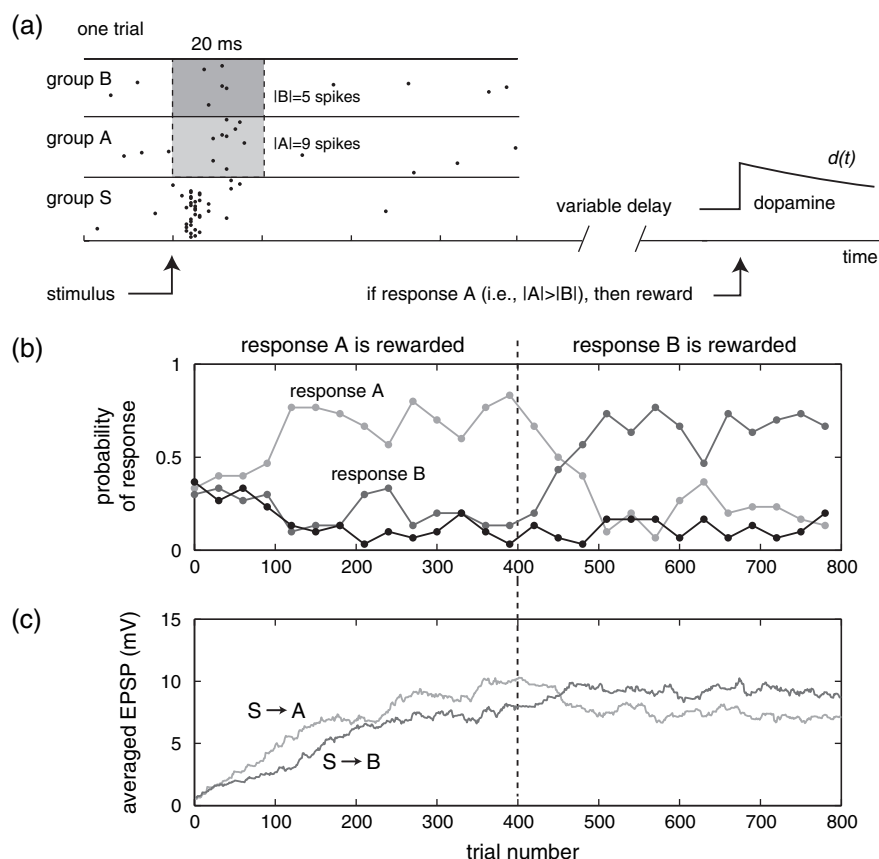 (a)
one trial
20 ms
group B
|B|=5 spikes
group A
|A|=9 spikes
group S
d(t)
variable delay
dopamine
time
stimulus
if response A (i.e., |A|>|B|), then reward
(b)
response A is rewarded
response B is rewarded
1
0.5
0
probability
of response
response A
response B
0 100 200 300 400 500 600 700 800
(c)
15
10
5
0
averaged EPSP (mV)
S→A
S→B
0 100 200 300 400 500 600 700 800
trial number